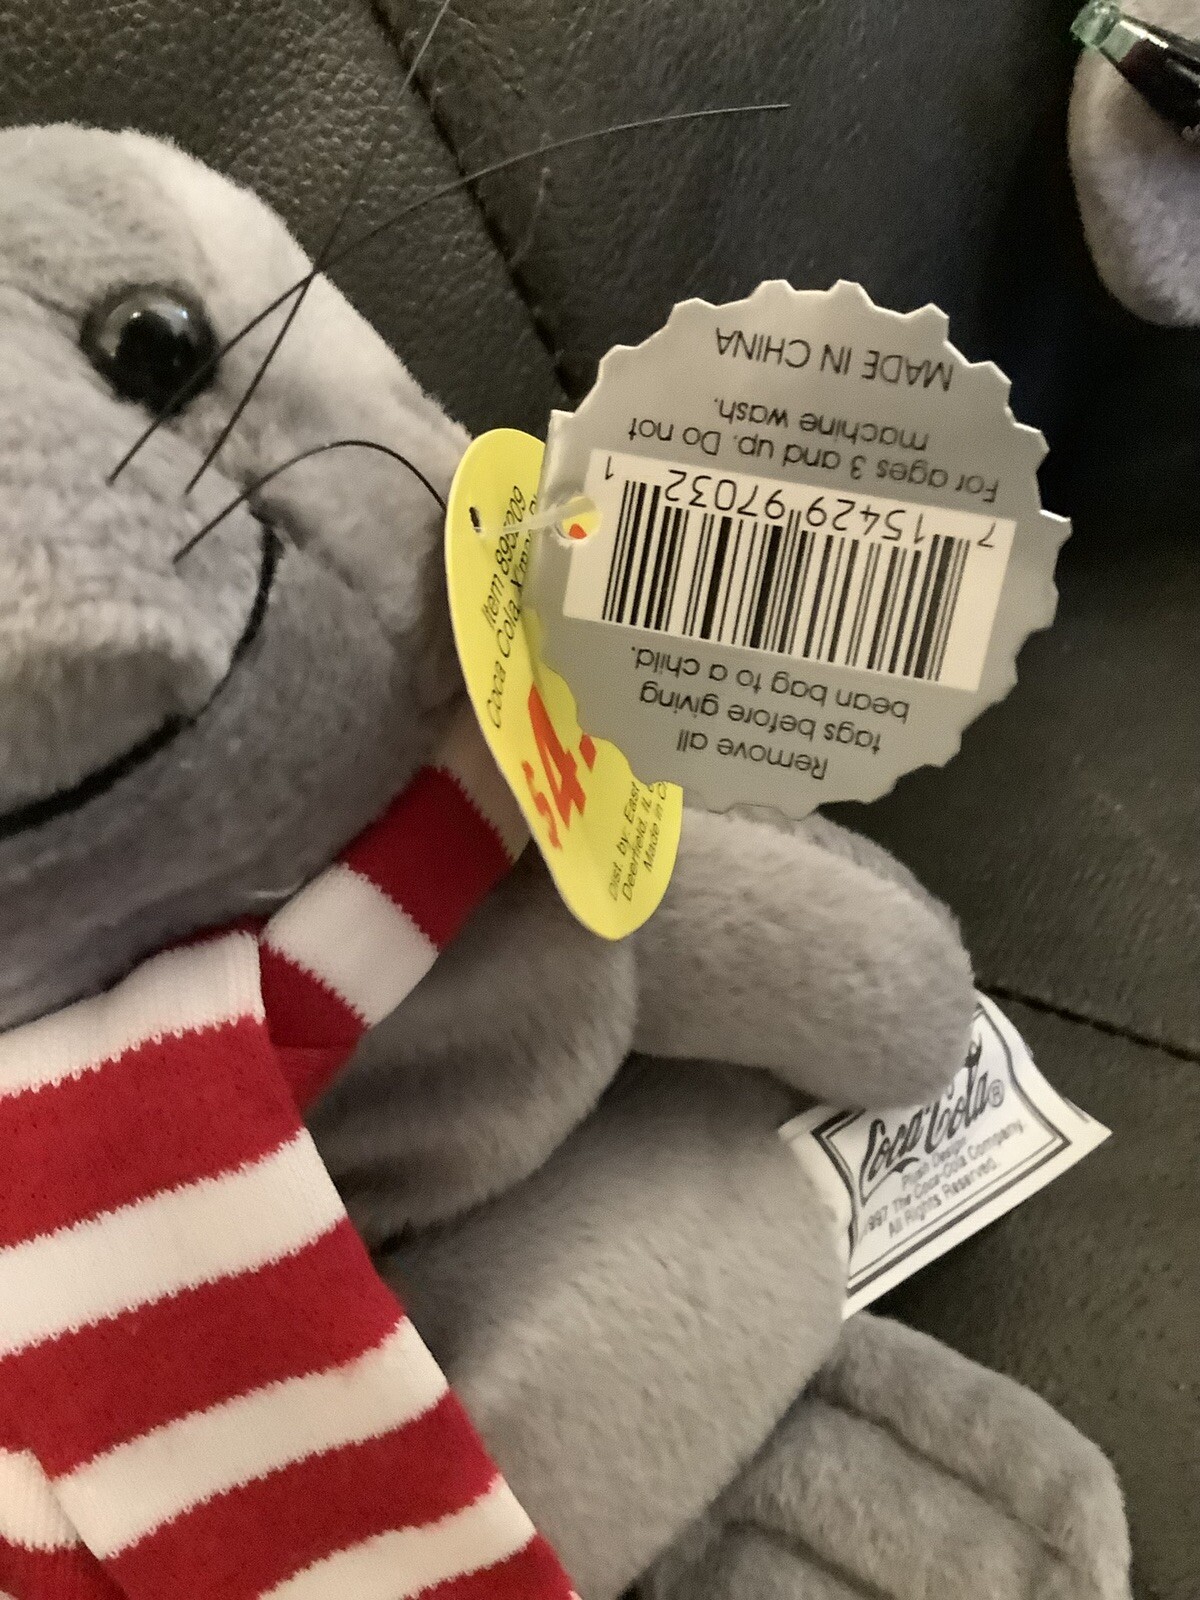 MADE IN CHINA
For ages 3 and up. Do not
machine wash.
7 15429 97032 1
Remove all
tags before giving
bean bag to a child.
Item
Coca Cola
$4.
Dist. by: East
Deerfield, IL
Made in
Coca-Cola®
Plush Design
1997 The Coca-Cola Company.
All Rights Reserved.